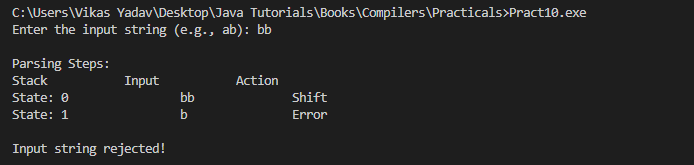 C:\Users\Vikas Yadav\Desktop\Java Tutorials\Books\Compilers\Practicals>Pract10.exe
Enter the input string (e.g., ab): bb
Parsing Steps:
Stack Input Action
State: 0 bb Shift
State: 1 b Error
Input string rejected!